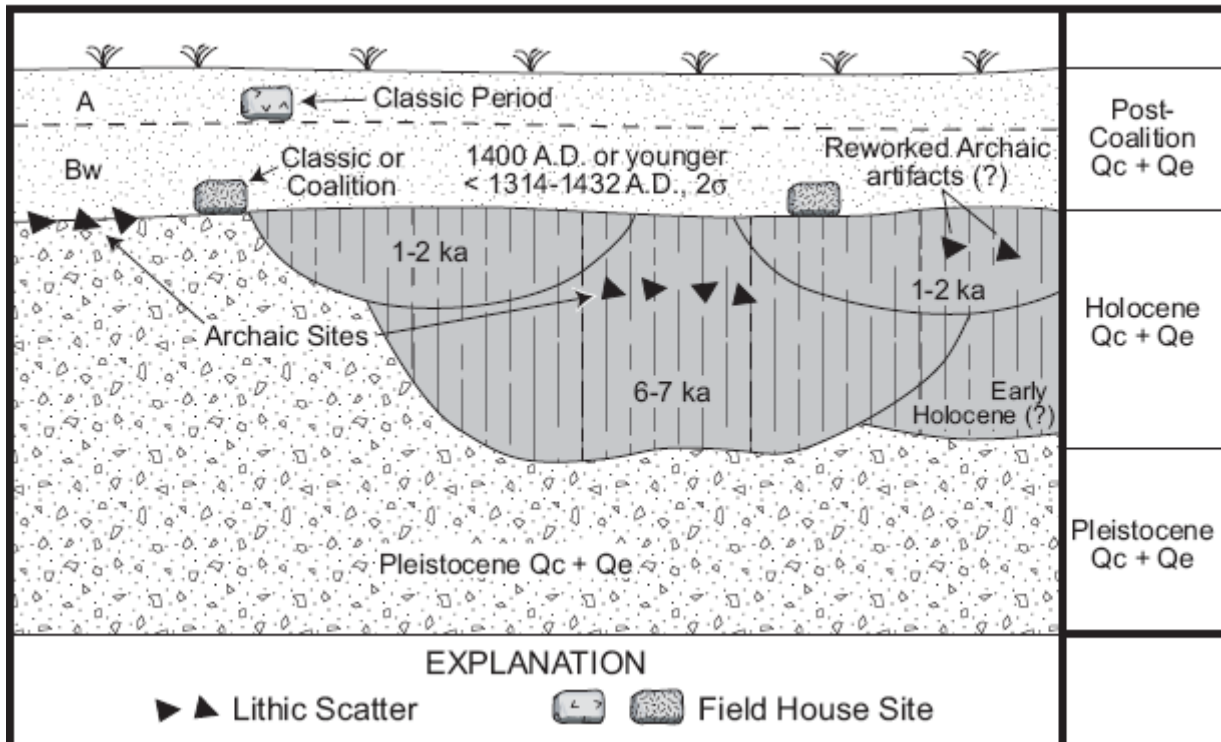 A
Classic Period
Post-
Coalition
Qc + Qe
Bw
Classic or
Coalition
1400 A.D. or younger
< 1314-1432 A.D., 2σ
Reworked Archaic
artifacts (?)
1-2 ka
1-2 ka
Archaic Sites
Holocene
Qc + Qe
6-7 ka
Early
Holocene (?)
Pleistocene Qc + Qe
Pleistocene
Qc + Qe
EXPLANATION
Lithic Scatter
Field House Site